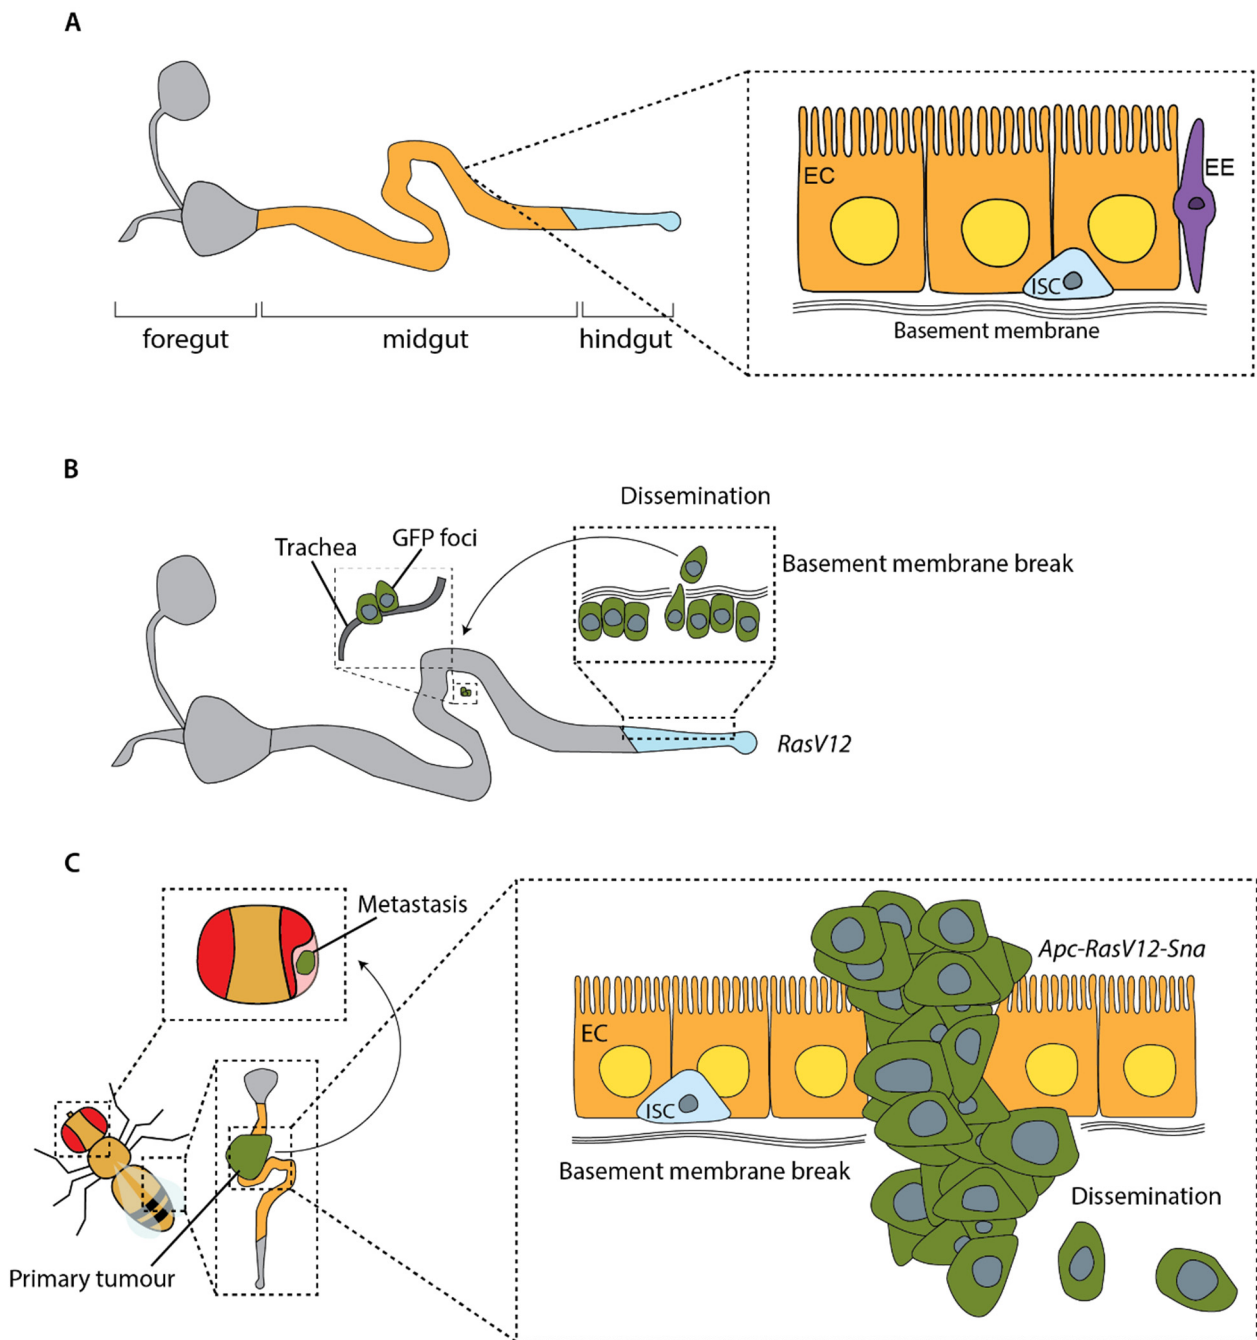 A
EC
EE
ISC
Basement membrane
foregut
midgut
hindgut
B
Dissemination
Trachea
GFP foci
Basement membrane break
RasV12
C
Metastasis
Apc-RasV12-Sna
EC
ISC
Basement membrane break
Dissemination
Primary tumour